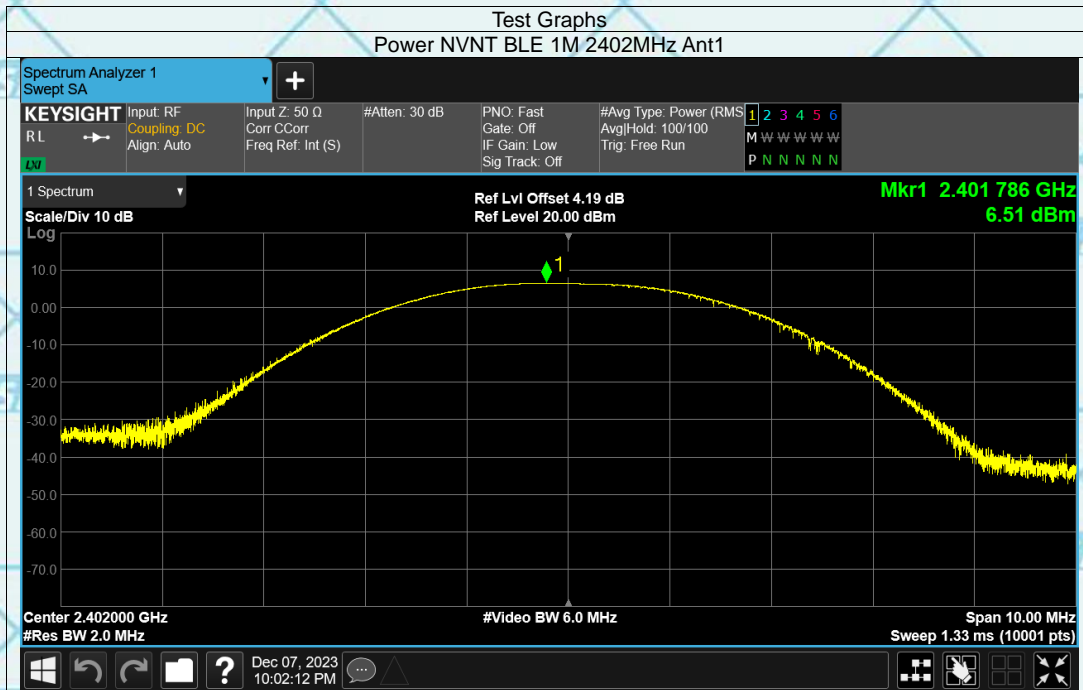 Test Graphs
Power NVNT BLE 1M 2402MHz Ant1
Spectrum Analyzer 1
Swept SA
+
KEYSIGHT
R L
LXI
Input: RF
Coupling: DC
Align: Auto
Input Z: 50 Ω
Corr CCorr
Freq Ref: Int (S)
#Atten: 30 dB
PNO: Fast
Gate: Off
IF Gain: Low
Sig Track: Off
#Avg Type: Power (RMS
Avg|Hold: 100/100
Trig: Free Run
1 2 3 4 5 6
M W W W W W
P N N N N N
1 Spectrum
Scale/Div 10 dB
Log
Ref Lvl Offset 4.19 dB
Ref Level 20.00 dBm
Mkr1 2.401 786 GHz
6.51 dBm
1
10.0
0.00
-10.0
-20.0
-30.0
-40.0
-50.0
-60.0
-70.0
Center 2.402000 GHz
#Video BW 6.0 MHz
Span 10.00 MHz
#Res BW 2.0 MHz
Sweep 1.33 ms (10001 pts)
?
Dec 07, 2023
10:02:12 PM